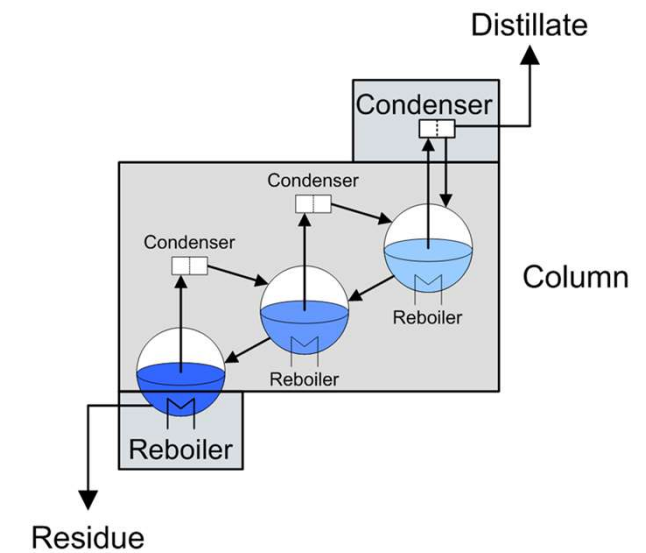 Distillate
Condenser
Condenser
Condenser
Column
Reboiler
Reboiler
Reboiler
Residue